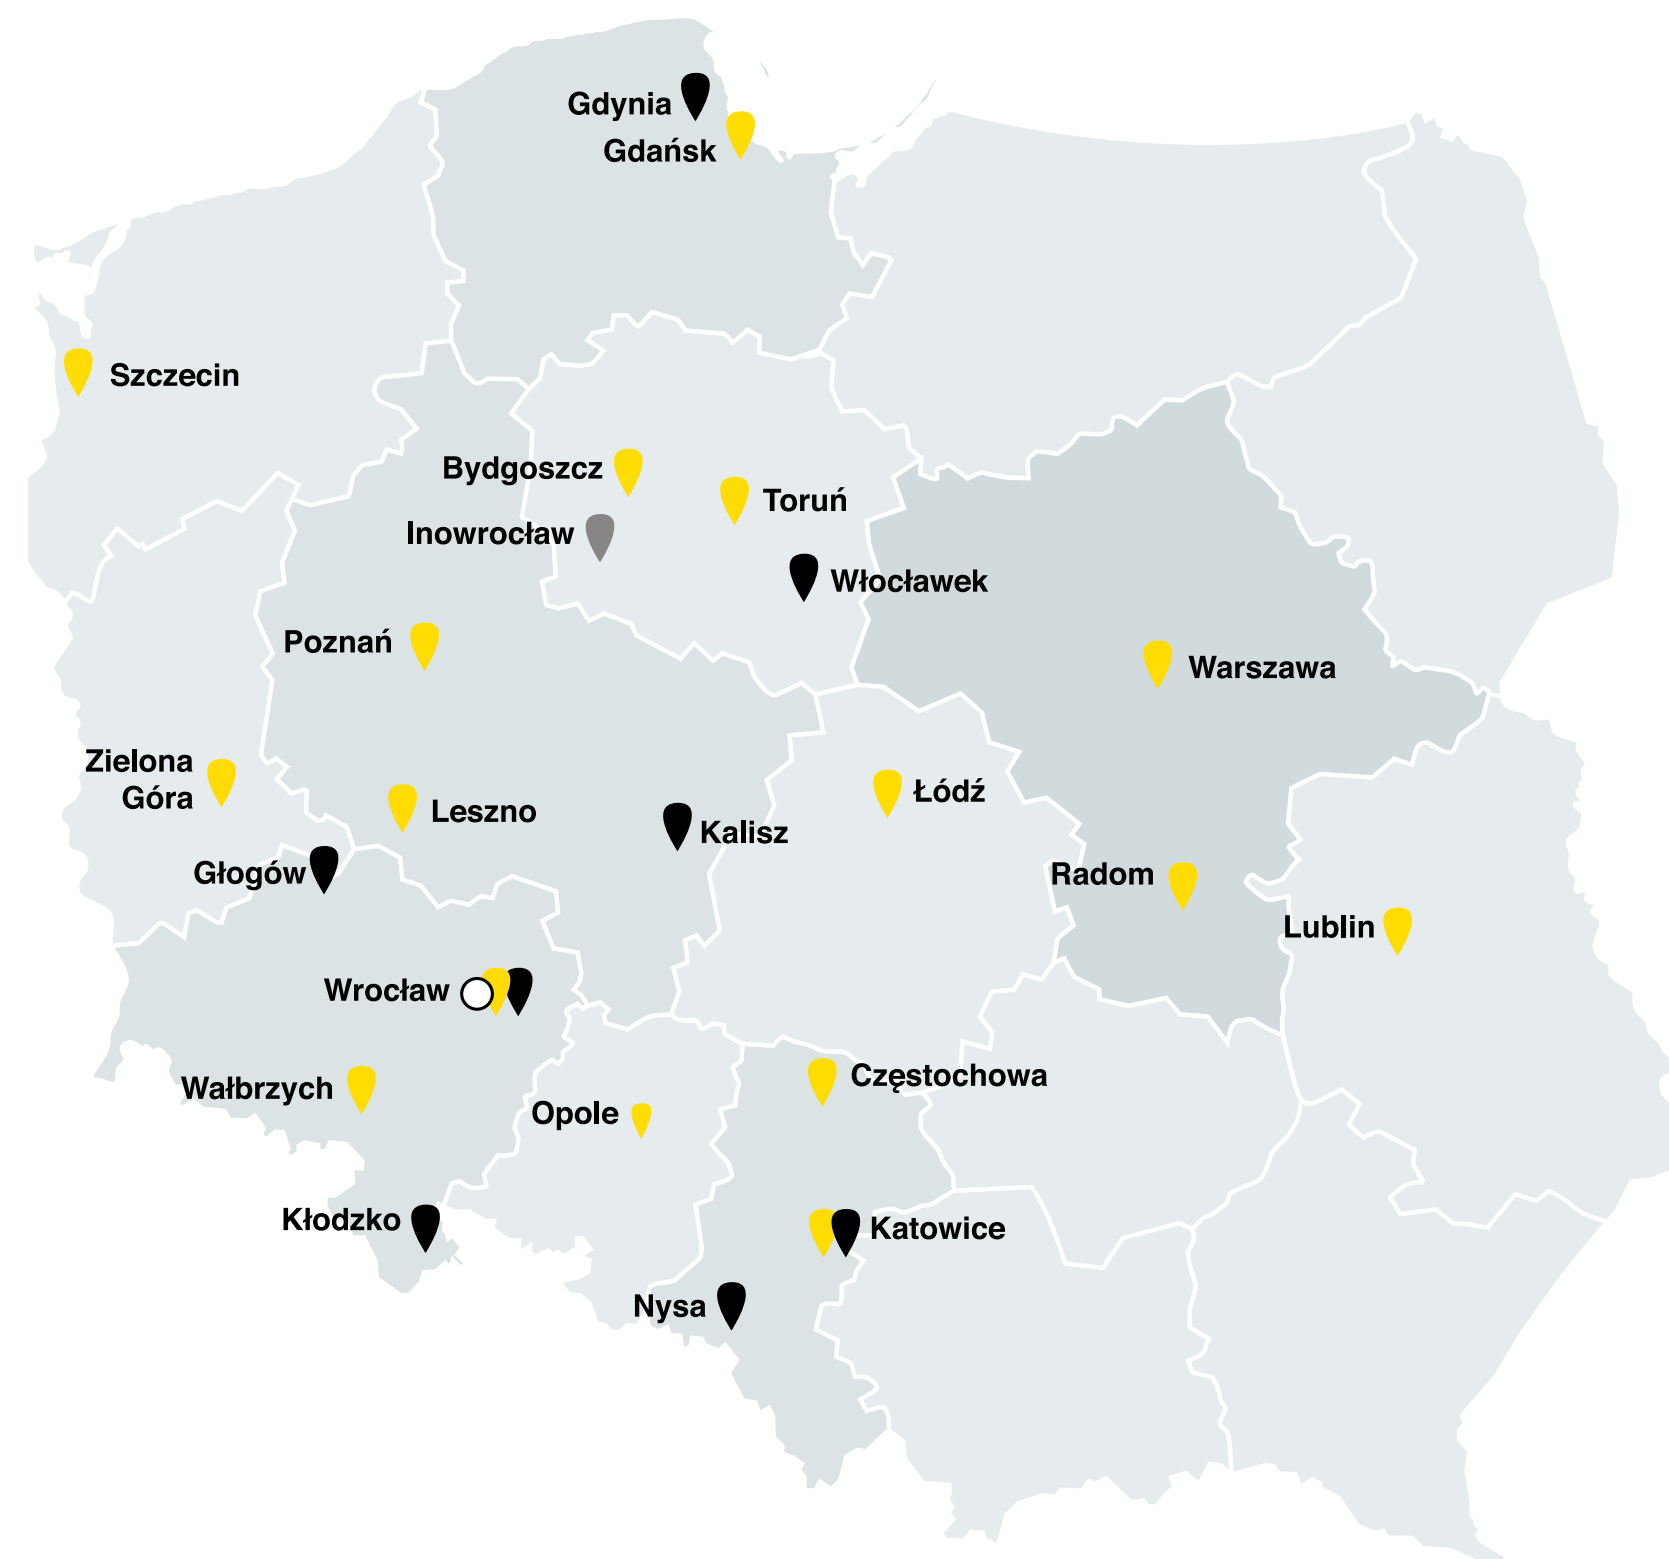 Gdynia
Gdańsk
Szczecin
Bydgoszcz
Toruń
Inowrocław
Włocławek
Poznań
Warszawa
Zielona
Góra
Łódź
Leszno
Kalisz
Głogów
Radom
Lublin
Wrocław
Częstochowa
Wałbrzych
Opole
Kłodzko
Katowice
Nysa